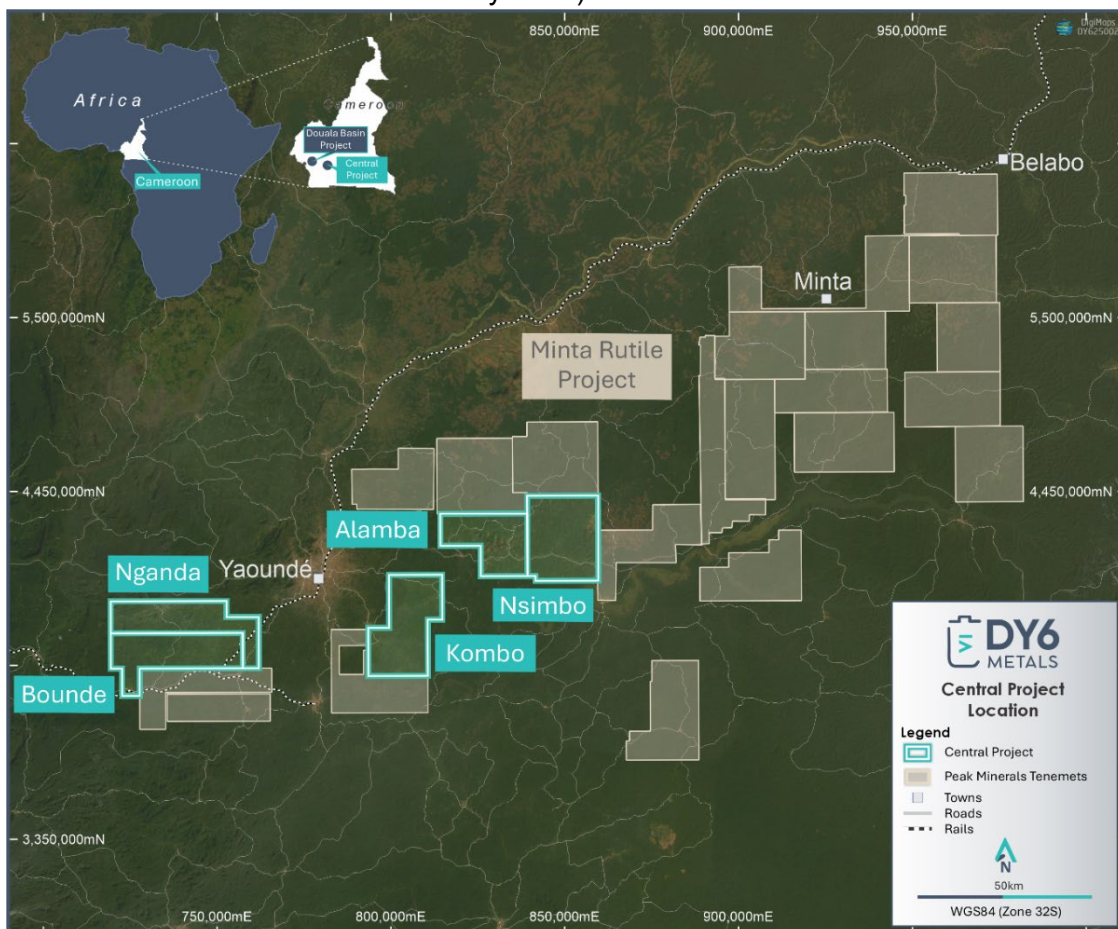 850,000mE
900,000mE
950,000mE
DigiMaps
DY625002
Africa
Cameroon
Douala Basin
Project
Central
Project
Cameroon
Belabo
Minta
5,500,000mN
5,500,000mN
Minta Rutile
Project
4,450,000mN
4,450,000mN
Alamba
Nganda
Yaoundé
Nsimbo
Kombo
Bounde
DY6
METALS
Central Project
Location
Legend
Central Project
Peak Minerals Tenemets
Towns
Roads
Rails
N
50km
WGS84 (Zone 32S)
3,350,000mN
750,000mE
800,000mE
850,000mE
900,000mE